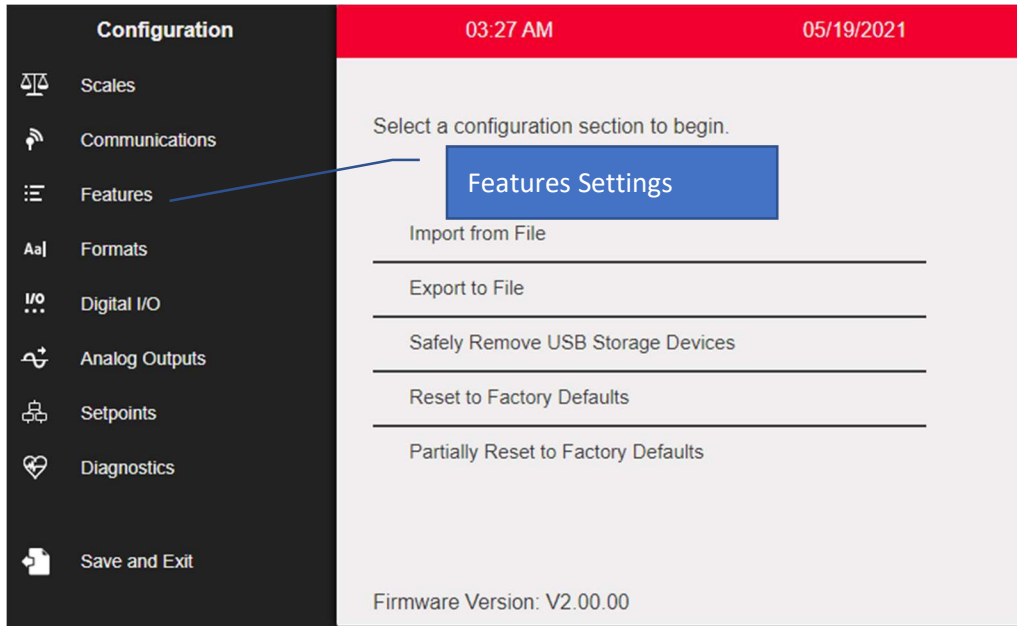 Configuration
03:27 AM
05/19/2021
Scales
Communications
Features
Aa
Formats
I/O
Digital I/O
Analog Outputs
Setpoints
Diagnostics
Save and Exit
Select a configuration section to begin.
Features Settings
Import from File
Export to File
Safely Remove USB Storage Devices
Reset to Factory Defaults
Partially Reset to Factory Defaults
Firmware Version: V2.00.00